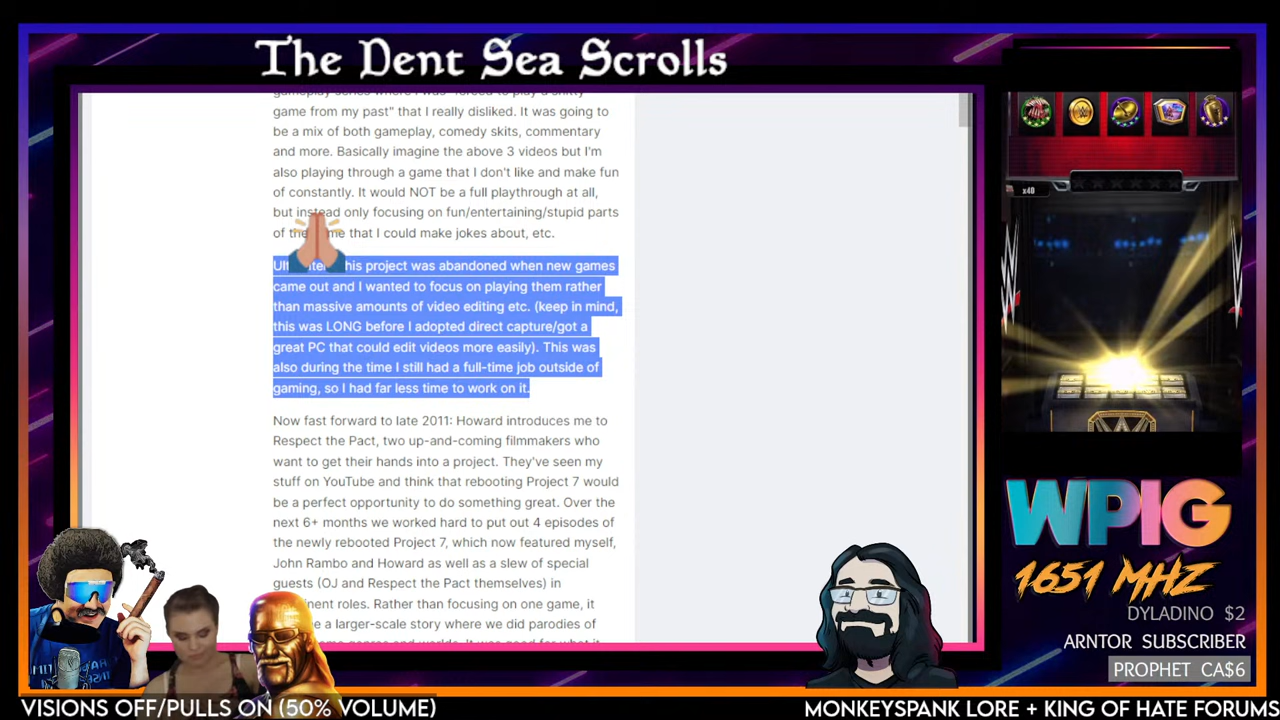 The Dent Sea Scrolls
gameplay series where I was "forced to play a shitty
game from my past" that I really disliked. It was going to
be a mix of both gameplay, comedy skits, commentary
and more. Basically imagine the above 3 videos but I'm
also playing through a game that I don't like and make fun
of constantly. It would NOT be a full playthrough at all,
but instead only focusing on fun/entertaining/stupid parts
of the that I could make jokes about, etc.
this project was abandoned when new games
came out and I wanted to focus on playing them rather
than massive amounts of video editing etc. (keep in mind,
this was LONG before I adopted direct capture/got a
great PC that could edit videos more easily). This was
also during the time I still had a full-time job outside of
gaming, so I had far less time to work on it.
Now fast forward to late 2011: Howard introduces me to
Respect the Pact, two up-and-coming filmmakers who
want to get their hands into a project. They've seen my
stuff on YouTube and think that rebooting Project 7 would
be a perfect opportunity to do something great. Over the
next 6+ months we worked hard to put out 4 episodes of
the newly rebooted Project 7, which now featured myself,
John Rambo and Howard as well as a slew of special
guests (OJ and Respect the Pact themselves) in
roles. Rather than focusing on one game, it
a larger-scale story where we did parodies of
x40
WPIG
1651 MHZ
DYLADINO $2
ARNTOR SUBSCRIBER
PROPHET CA$6
VISIONS OFF/PULLS ON (50% VOLUME)
MONKEYSPANK LORE + KING OF HATE FORUMS